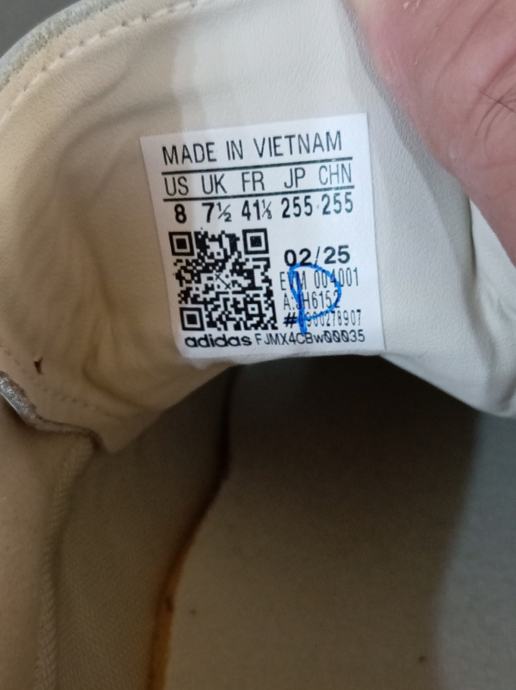 MADE IN VIETNAM
US UK FR JP CHN
8 7½ 41⅓ 255 255
02/25
004001
adidas FJMX4CBw00035